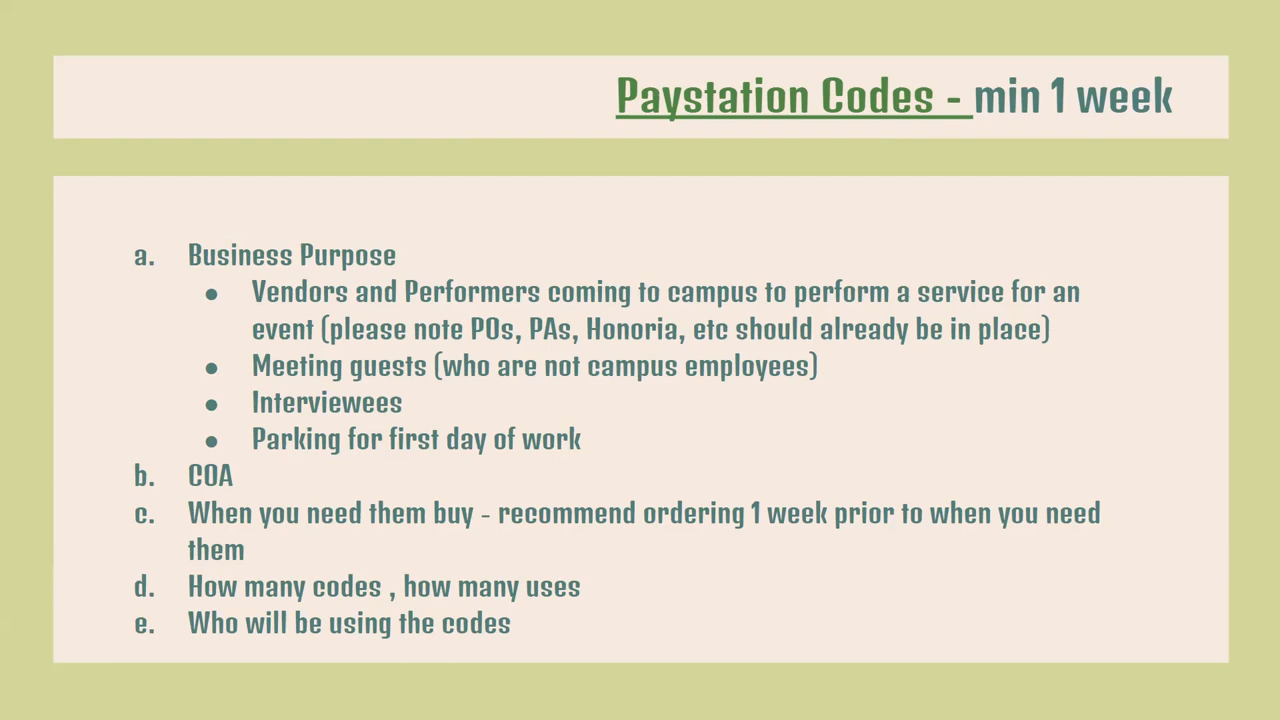 Paystation Codes - min 1 week
a. Business Purpose
● Vendors and Performers coming to campus to perform a service for an
event (please note POs, PAs, Honoria, etc should already be in place)
● Meeting guests (who are not campus employees)
● Interviewees
● Parking for first day of work
b. COA
c. When you need them buy - recommend ordering 1 week prior to when you need
them
d. How many codes , how many uses
e. Who will be using the codes